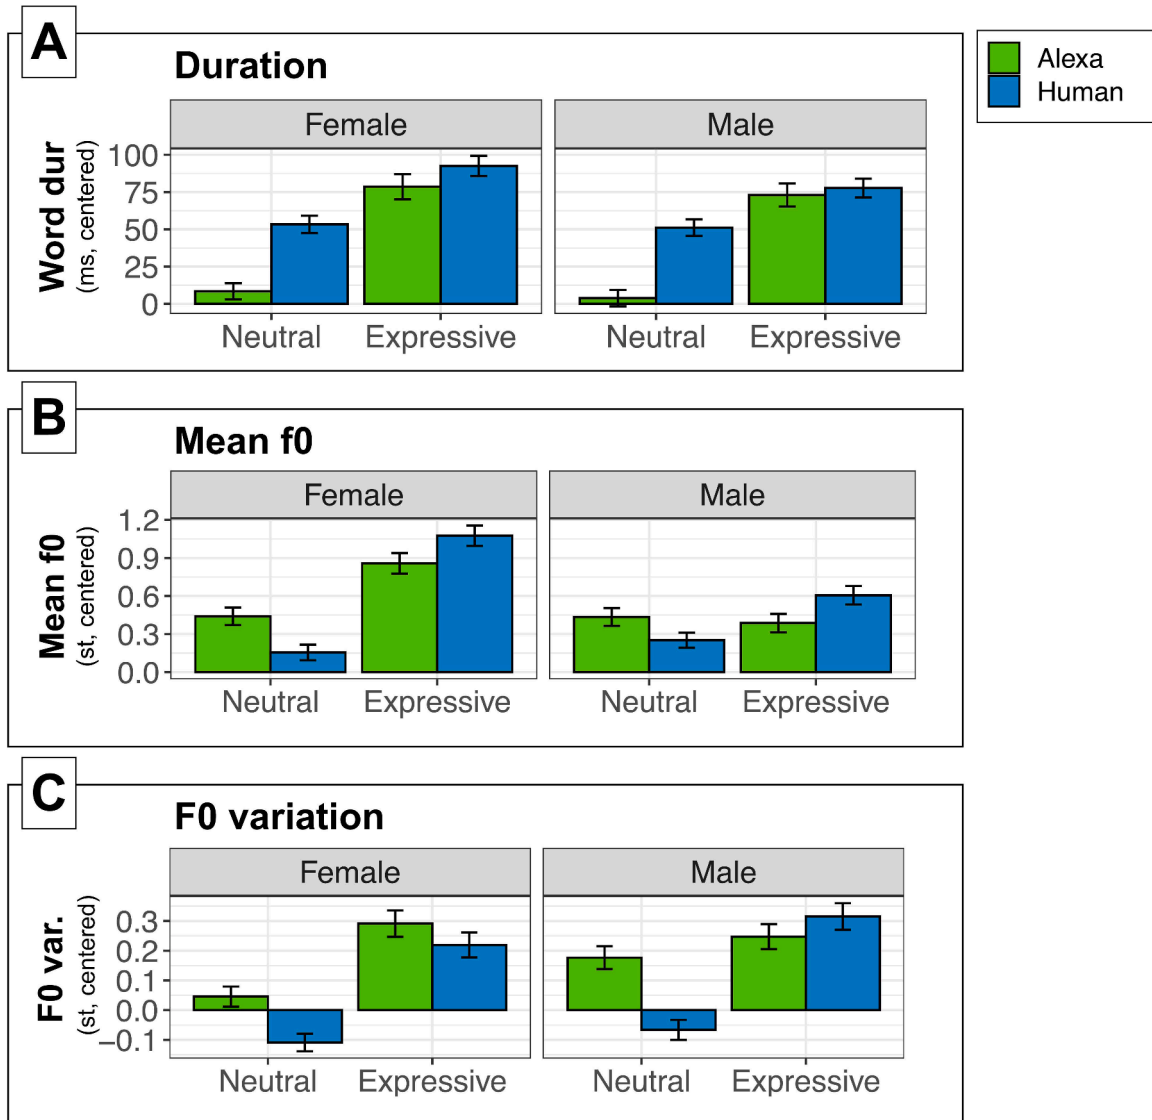 A
Duration
Alexa
Human
Female
Male
Word dur
(ms, centered)
100
75
50
25
0
Neutral
Expressive
Neutral
Expressive
B
Mean f0
Female
Male
Mean f0
(st, centered)
1.2
0.9
0.6
0.3
0.0
Neutral
Expressive
Neutral
Expressive
C
F0 variation
Female
Male
F0 var.
(st, centered)
0.3
0.2
0.1
0.0
−0.1
Neutral
Expressive
Neutral
Expressive